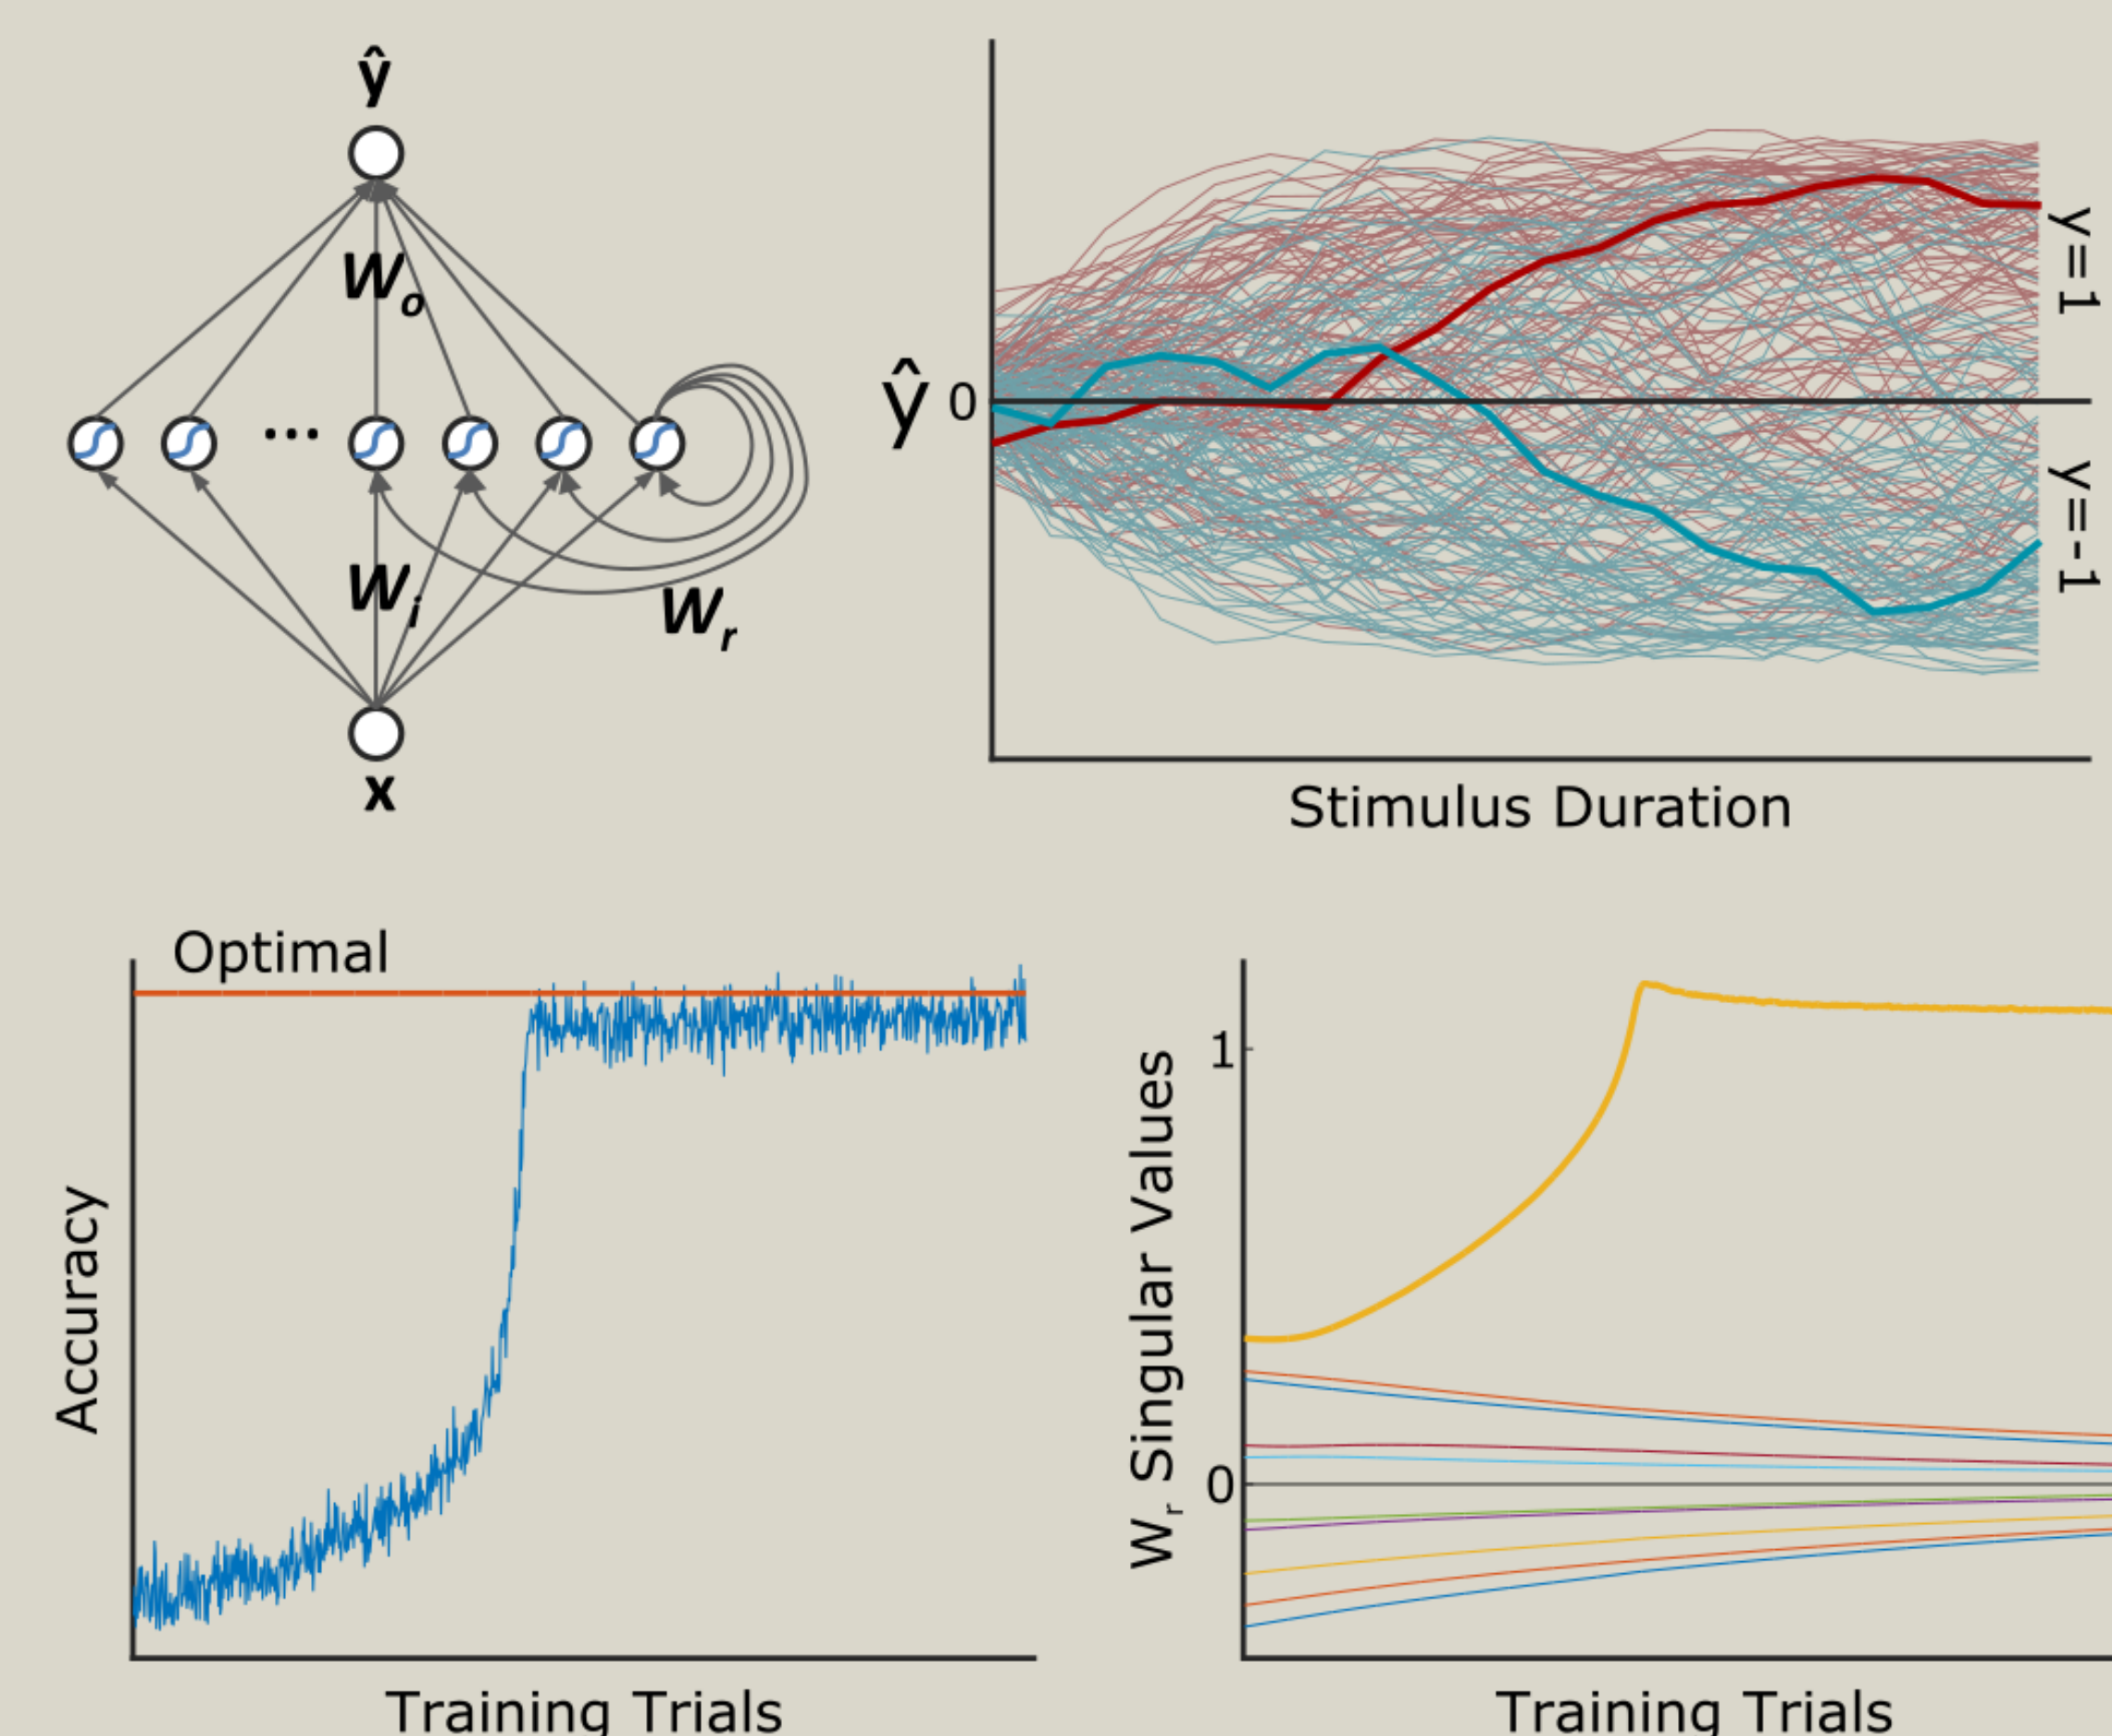 ŷ
W_o
...
W_i
W_r
x
ŷ
0
y=1
y=-1
Stimulus Duration
Optimal
Accuracy
Training Trials
1
0
W_r Singular Values
Training Trials